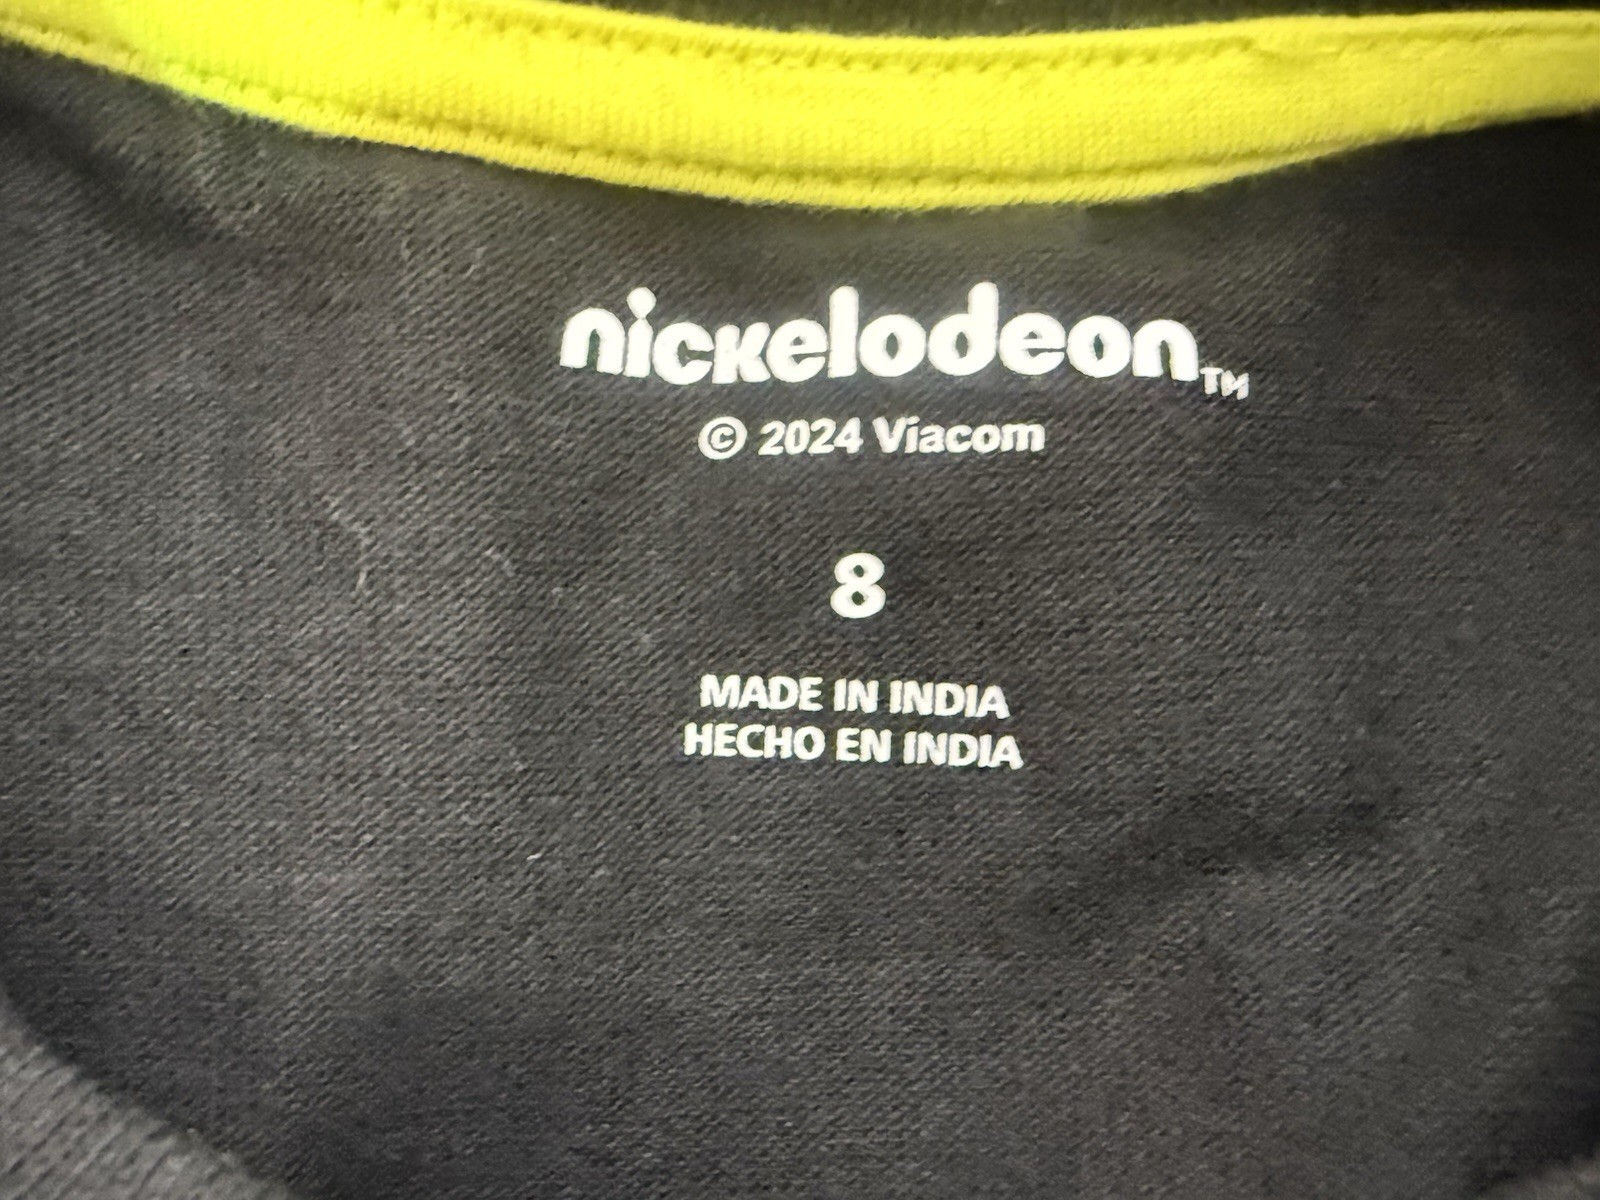 nickelodeon™
© 2024 Viacom
8
MADE IN INDIA
HECHO EN INDIA